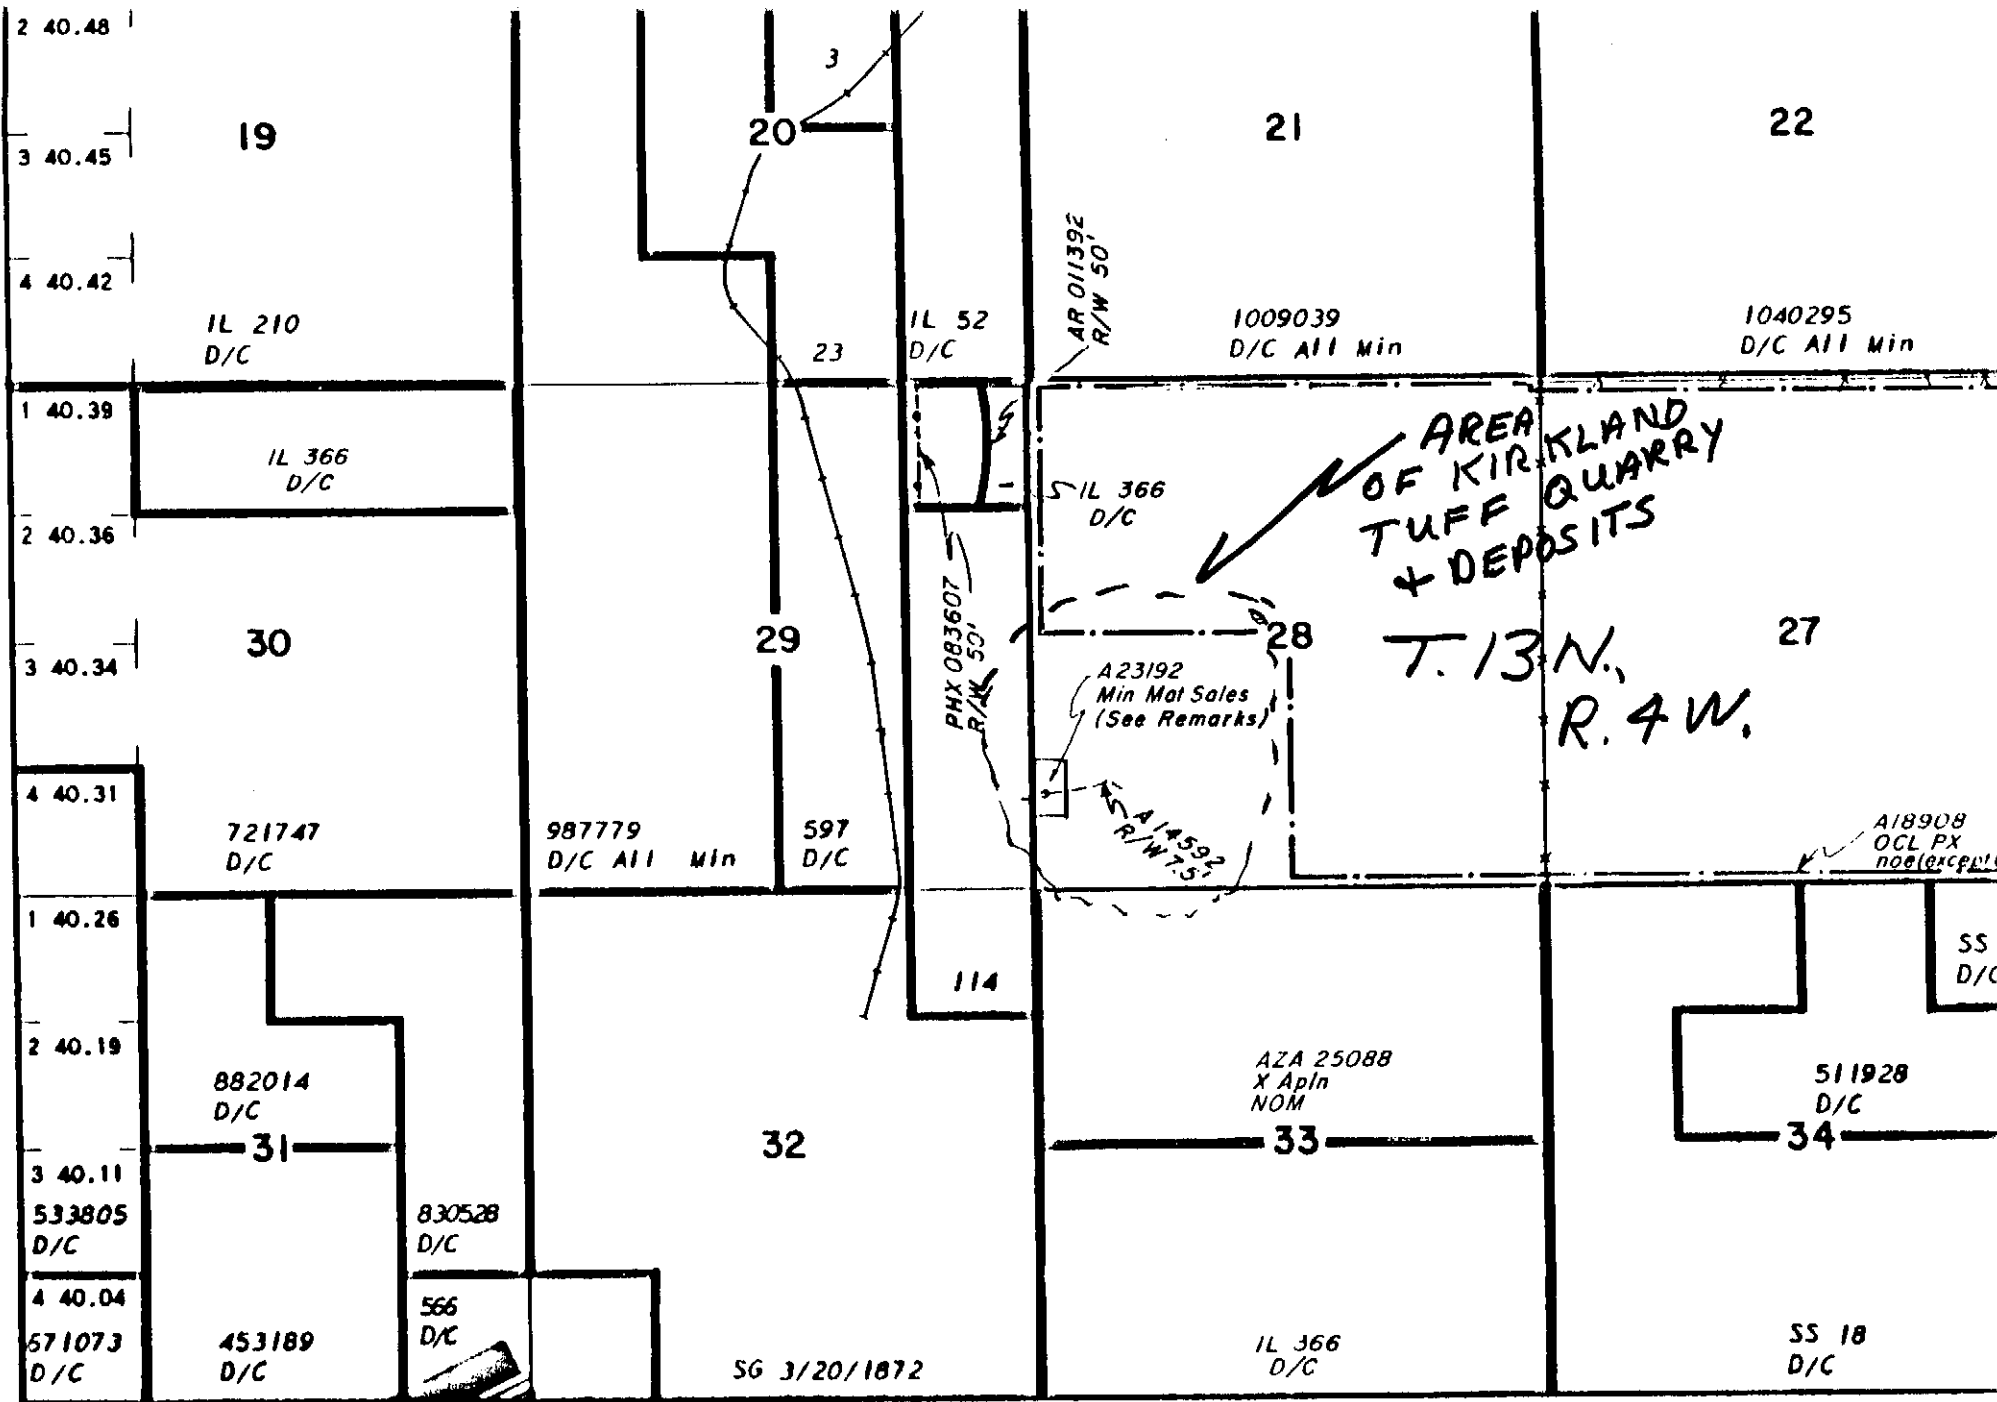 2 40.48
3
19
20
21
22
3 40.45
4 40.42
AR 011392
R/W 50'
IL 210
D/C
23
IL 52
D/C
1009039
D/C All Min
1040295
D/C All Min
1 40.39
IL 366
D/C
IL 366
D/C
AREA
OF KIRKLAND
TUFF QUARRY
+ DEPOSITS
2 40.36
PHX 083607
R/W 50'
30
29
28
27
T. 13 N.,
R. 4 W.
3 40.34
A23192
Min Mat Sales
(See Remarks)
4 40.31
721747
D/C
987779
D/C All Min
597
D/C
A14592
R/W 7.5'
A18908
OCL PX
1 40.26
114
SS
2 40.19
882014
D/C
AZA 25088
X Apln
NOM
511928
D/C
31
32
33
34
3 40.11
533805
D/C
830528
D/C
4 40.04
571073
D/C
453189
D/C
566
D/C
SG 3/20/1872
IL 366
D/C
SS 18
D/C